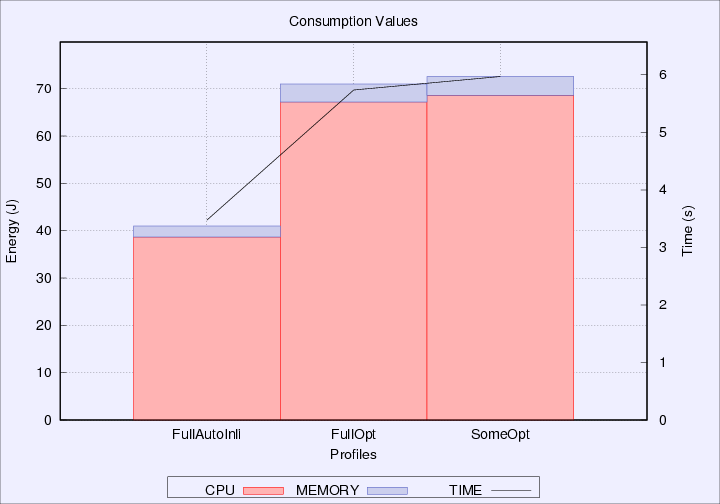 Consumption Values
Energy (J)
70
60
50
40
30
20
10
0
6
5
4
3
2
1
0
Time (s)
FullAutoInli FullOpt SomeOpt
Profiles
CPU MEMORY TIME